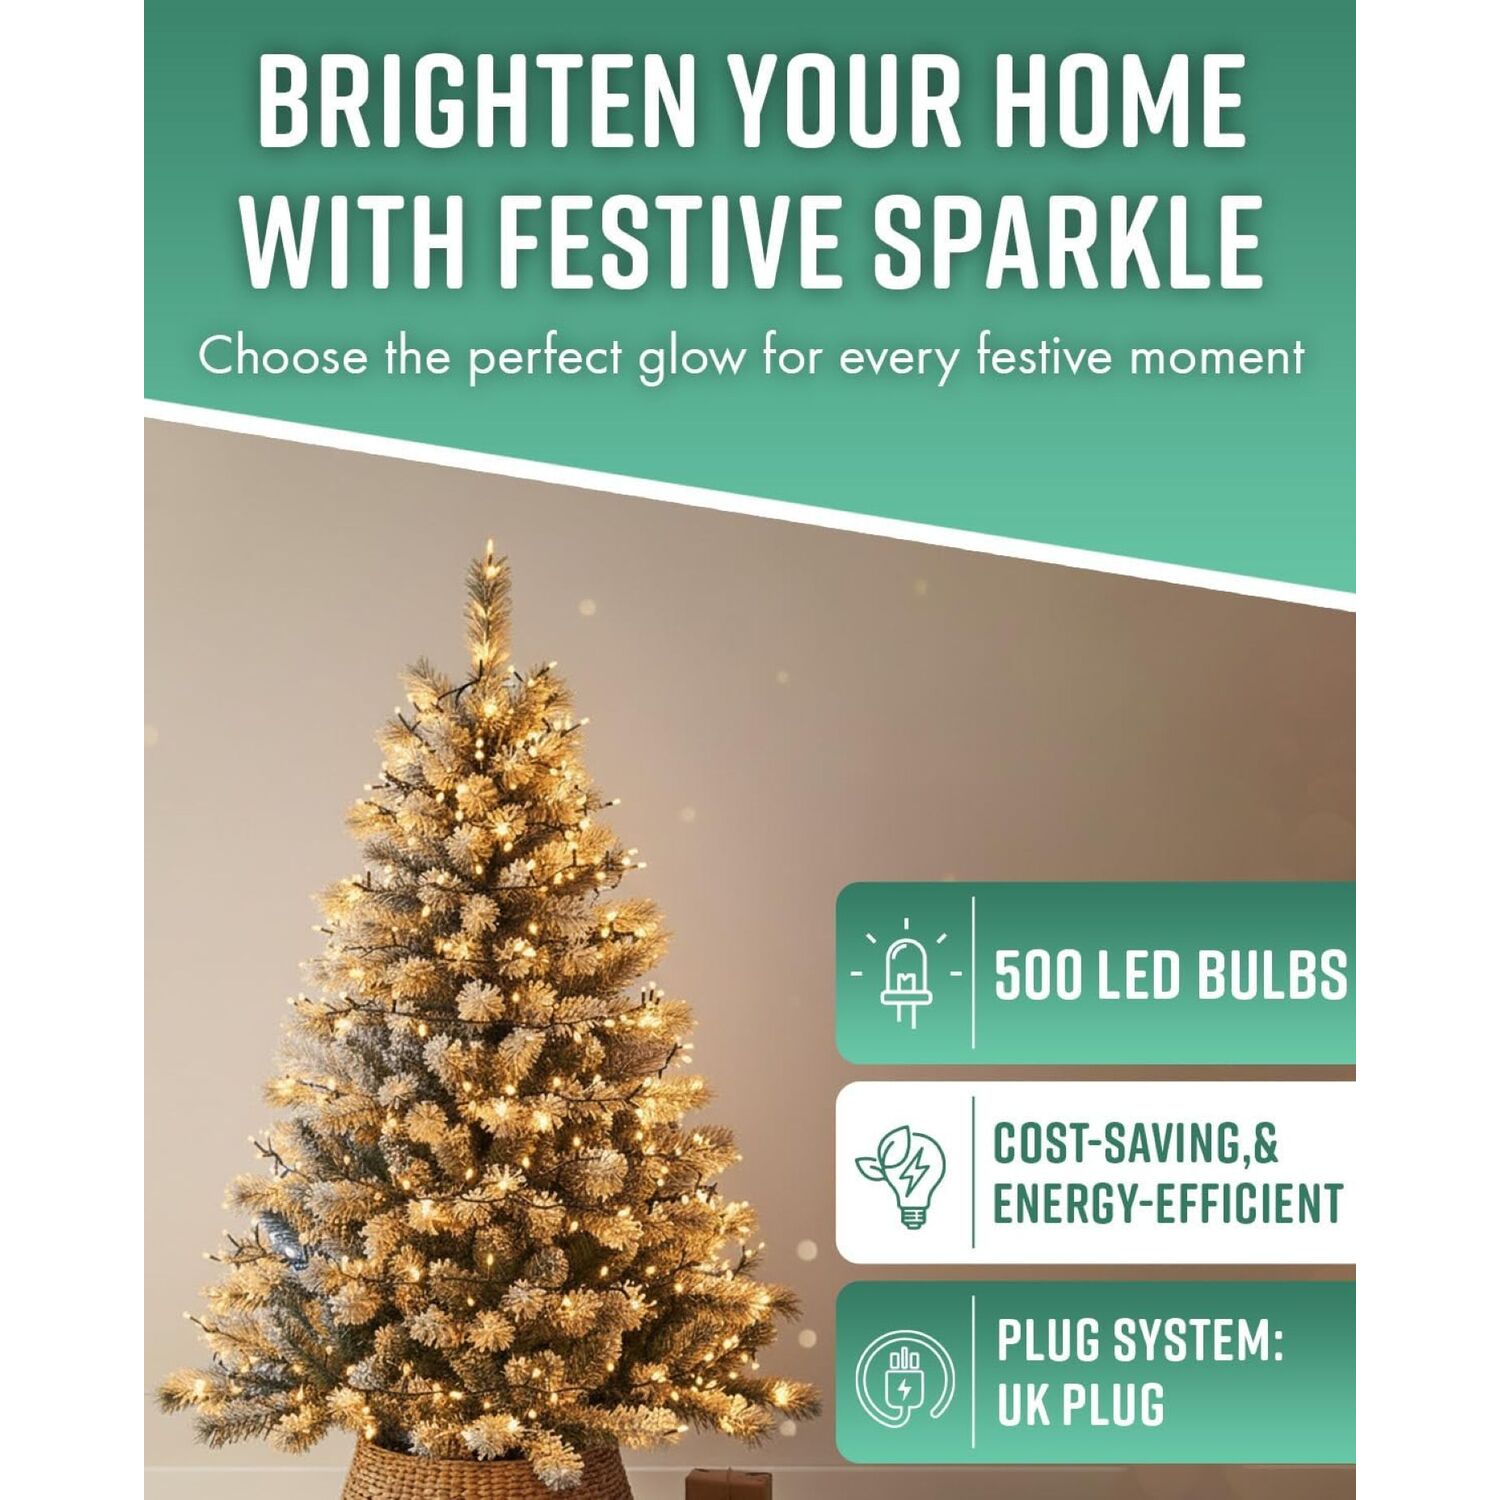 BRIGHTEN YOUR HOME
WITH FESTIVE SPARKLE
Choose the perfect glow for every festive moment
500 LED BULBS
COST-SAVING,&
ENERGY-EFFICIENT
PLUG SYSTEM:
UK PLUG